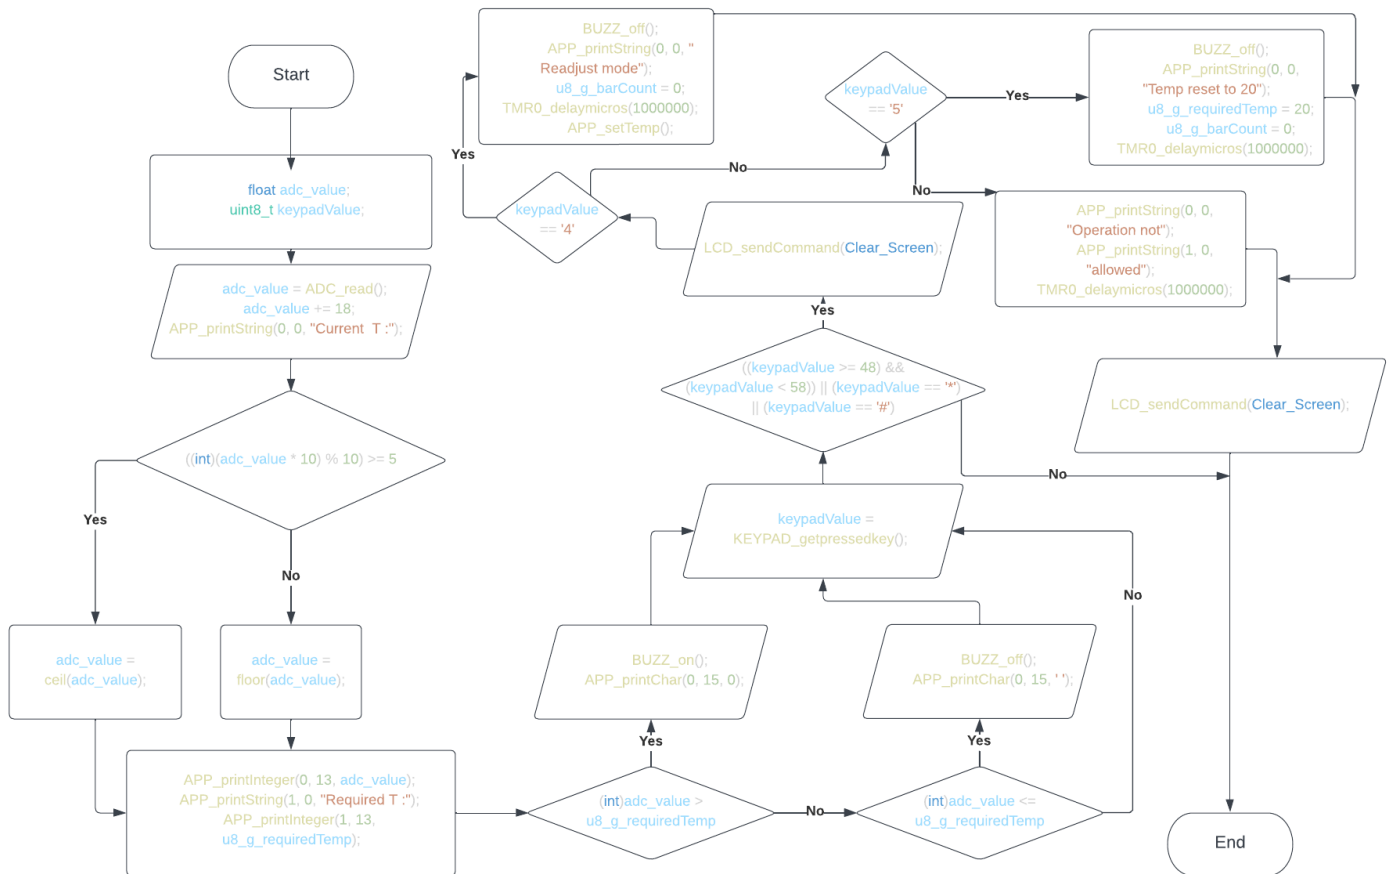 Start
float adc_value;
uint8_t keypadValue;
adc_value = ADC_read();
adc_value += 18;
APP_printString(0, 0, "Current  T :");
((int)(adc_value * 10) % 10) >= 5
Yes
No
adc_value =
ceil(adc_value);
adc_value =
floor(adc_value);
APP_printInteger(0, 13, adc_value);
APP_printString(1, 0, "Required T :");
APP_printInteger(1, 13,
u8_g_requiredTemp);
(int)adc_value >
u8_g_requiredTemp
Yes
No
BUZZ_on();
APP_printChar(0, 15, 0);
(int)adc_value <=
u8_g_requiredTemp
Yes
No
BUZZ_off();
APP_printChar(0, 15, ' ');
keypadValue =
KEYPAD_getpressedkey();
((keypadValue >= 48) &&
(keypadValue < 58)) || (keypadValue == '*')
|| (keypadValue == '#')
Yes
No
LCD_sendCommand(Clear_Screen);
keypadValue
== '4'
Yes
No
BUZZ_off();
APP_printString(0, 0, "
Readjust mode");
u8_g_barCount = 0;
TMR0_delaymicros(1000000);
APP_setTemp();
keypadValue
== '5'
Yes
No
BUZZ_off();
APP_printString(0, 0,
"Temp reset to 20");
u8_g_requiredTemp = 20;
u8_g_barCount = 0;
TMR0_delaymicros(1000000);
APP_printString(0, 0,
"Operation not");
APP_printString(1, 0,
"allowed");
TMR0_delaymicros(1000000);
LCD_sendCommand(Clear_Screen);
End